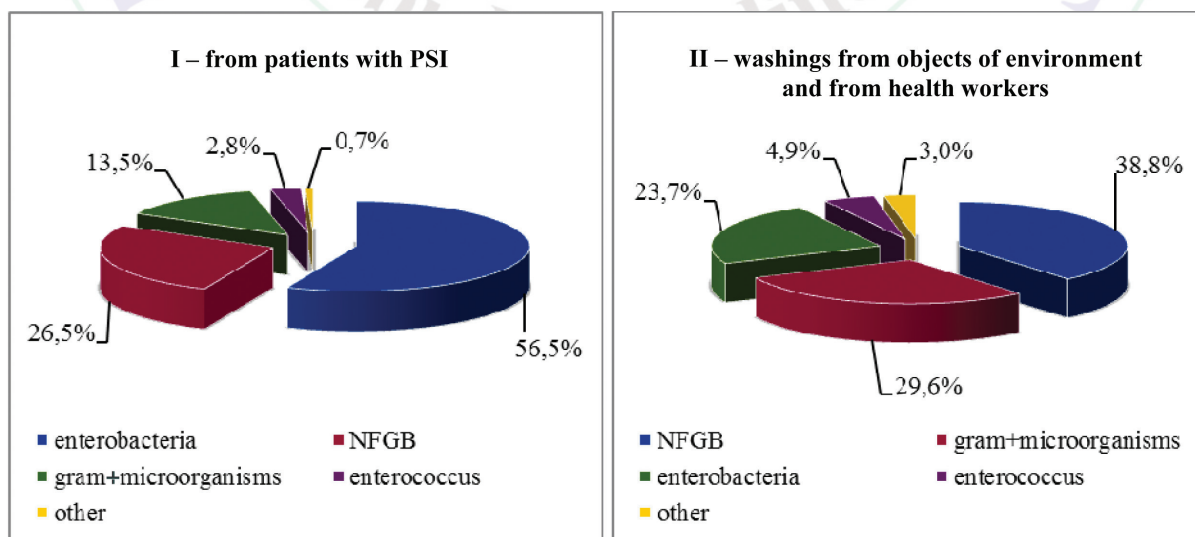 I – from patients with PSI
0,7%
2,8%
13,5%
26,5%
56,5%
enterobacteria
NFGB
gram+microorganisms
enterococcus
other
II – washings from objects of environment
and from health workers
3,0%
4,9%
38,8%
23,7%
29,6%
NFGB
gram+microorganisms
enterobacteria
enterococcus
other